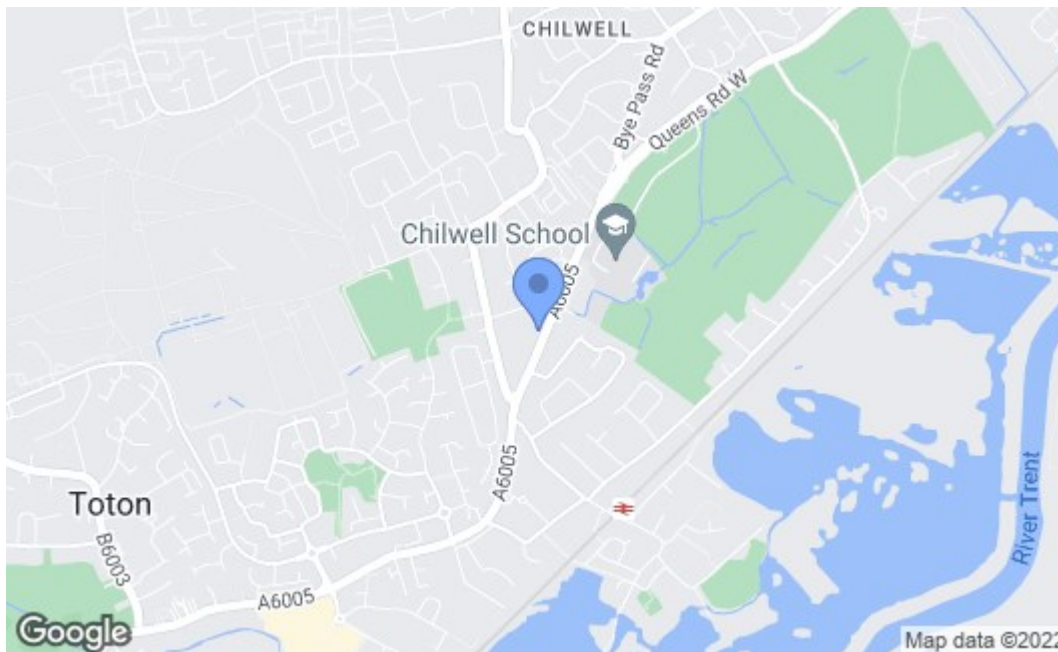 CHILWELL
Bye Pass Rd
Queens Rd W
Chilwell School
A6005
A6005
Toton
B6003
A6005
River Trent
Google
Map data ©2022